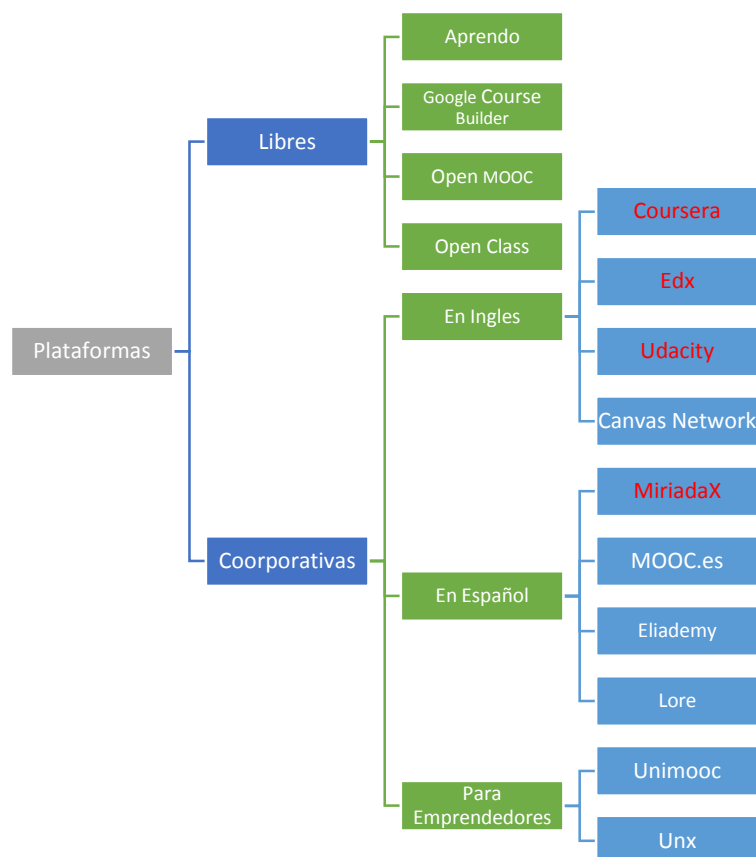 Plataformas
Libres
Aprendo
Google Course
Builder
Open MOOC
Open Class
Coorporativas
En Ingles
Coursera
Edx
Udacity
Canvas Network
En Español
MiriadaX
MOOC.es
Eliademy
Lore
Para
Emprendedores
Unimooc
Unx